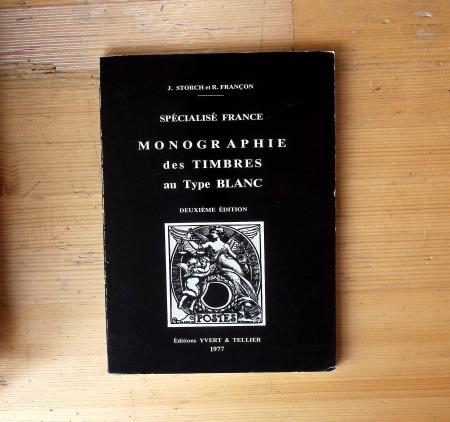 J. STORCH et R. FRANÇON
SPÉCIALISÉ FRANCE
MONOGRAPHIE
des TIMBRES
au Type BLANC
DEUXIÈME ÉDITION
POSTES
Éditions YVERT & TELLIER
1977